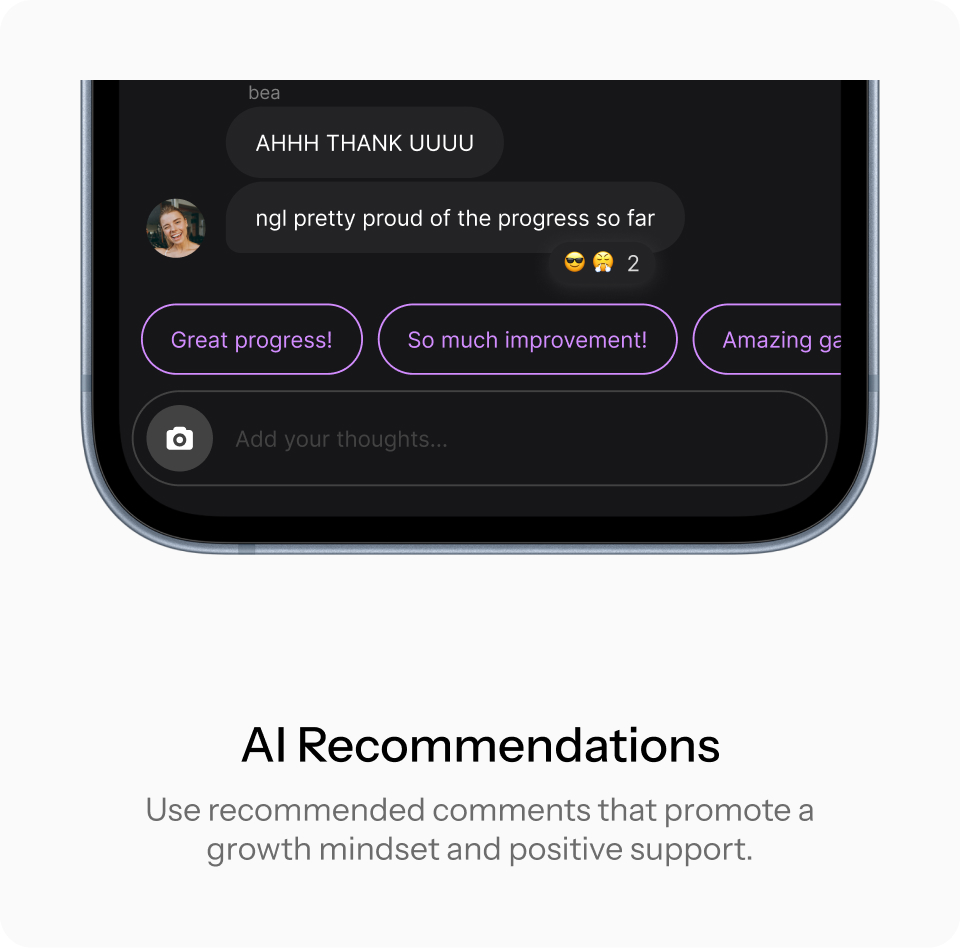 bea
AHHH THANK UUUU
ngl pretty proud of the progress so far
😎 😤 2
Great progress! So much improvement! Amazing ga
Add your thoughts...
AI Recommendations
Use recommended comments that promote a
growth mindset and positive support.